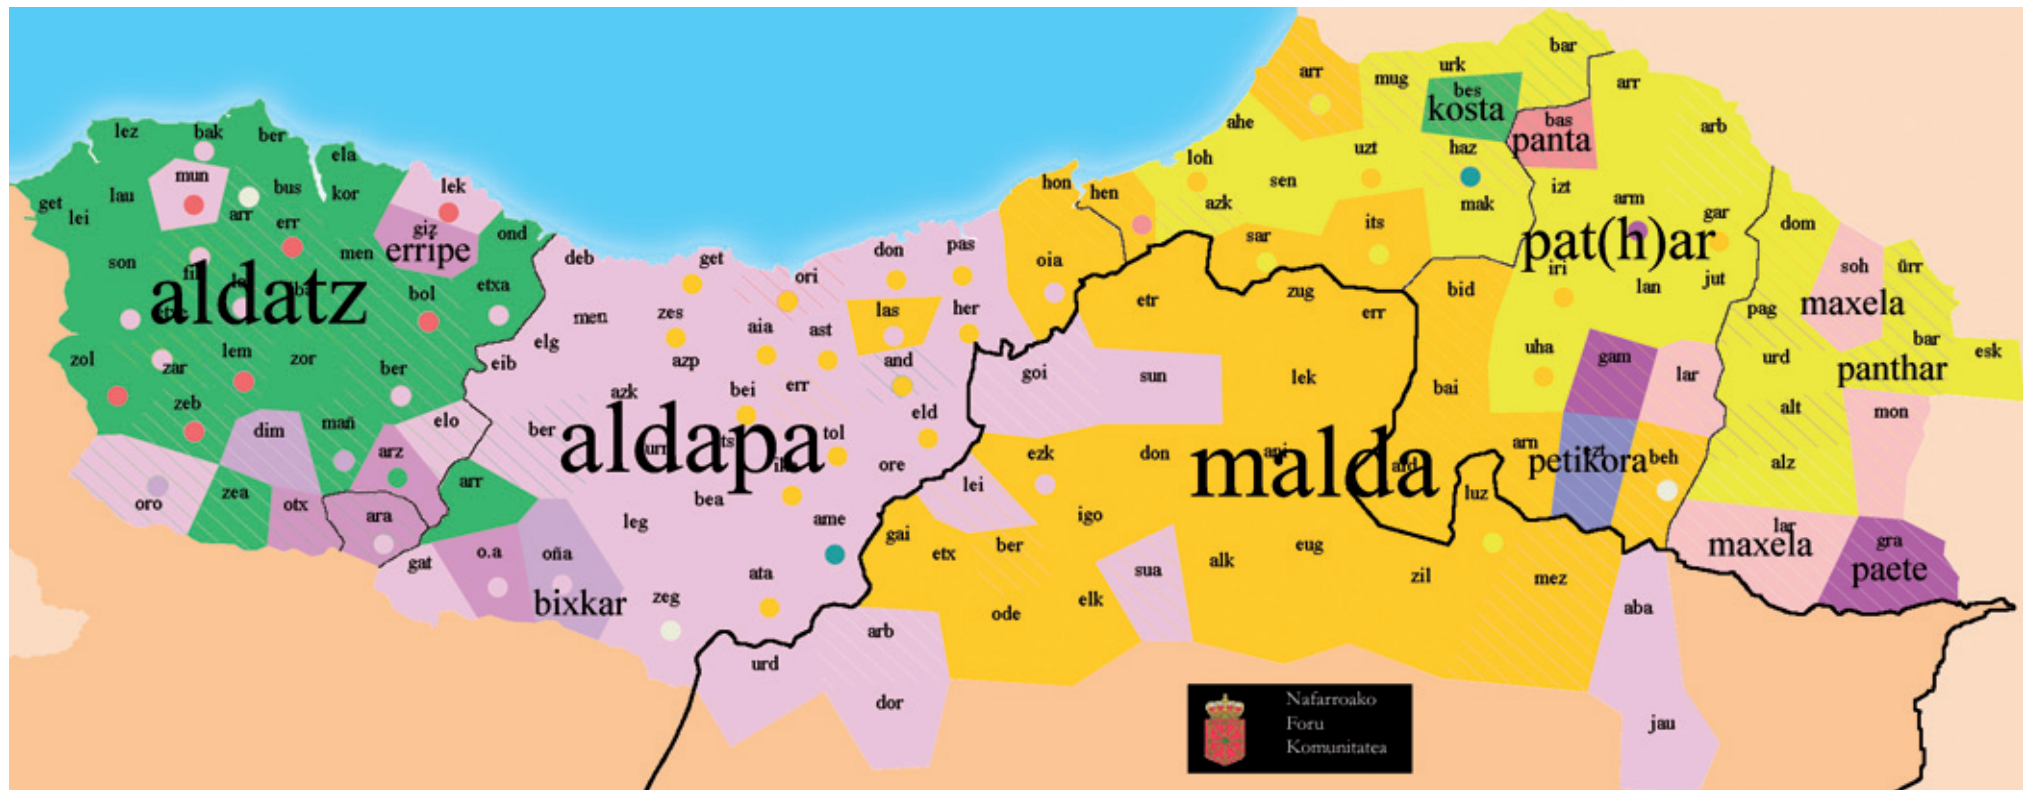 bar
urk
arr
mug
arr
bes
kosta
bas
panta
arb
lez
bak
ber
ahe
ela
loh
uzt
haz
mun
bus
kor
lek
hon
hen
azk
sen
mak
izt
arm
gar
get
lei
lau
arr
err
giz
erripe
ond
sar
its
pat(h)ar
dom
son
men
deb
get
don
pas
oia
iri
lan
jut
soh
ürr
aldatz
bol
etxa
ori
etr
zug
err
bid
pag
maxela
men
zes
aia
ast
las
her
elg
uha
gam
urd
bar
panthar
esk
zol
zar
lem
zor
ber
eib
azp
azk
bei
err
and
goi
sun
lek
bai
lar
zeb
dim
mañ
elo
ber
aldapa
tol
eld
alt
mon
arz
arr
ore
ezk
don
malda
arn
petikora
beh
alz
oro
zea
otx
ara
leg
bea
ame
lei
igo
luz
lar
maxela
gra
paete
gat
o.a
oña
bixkar
zeg
ata
gai
etx
ber
ode
elk
sua
alk
eug
zil
mez
aba
urd
arb
dor
jau
Nafarroako
Foru
Komunitatea